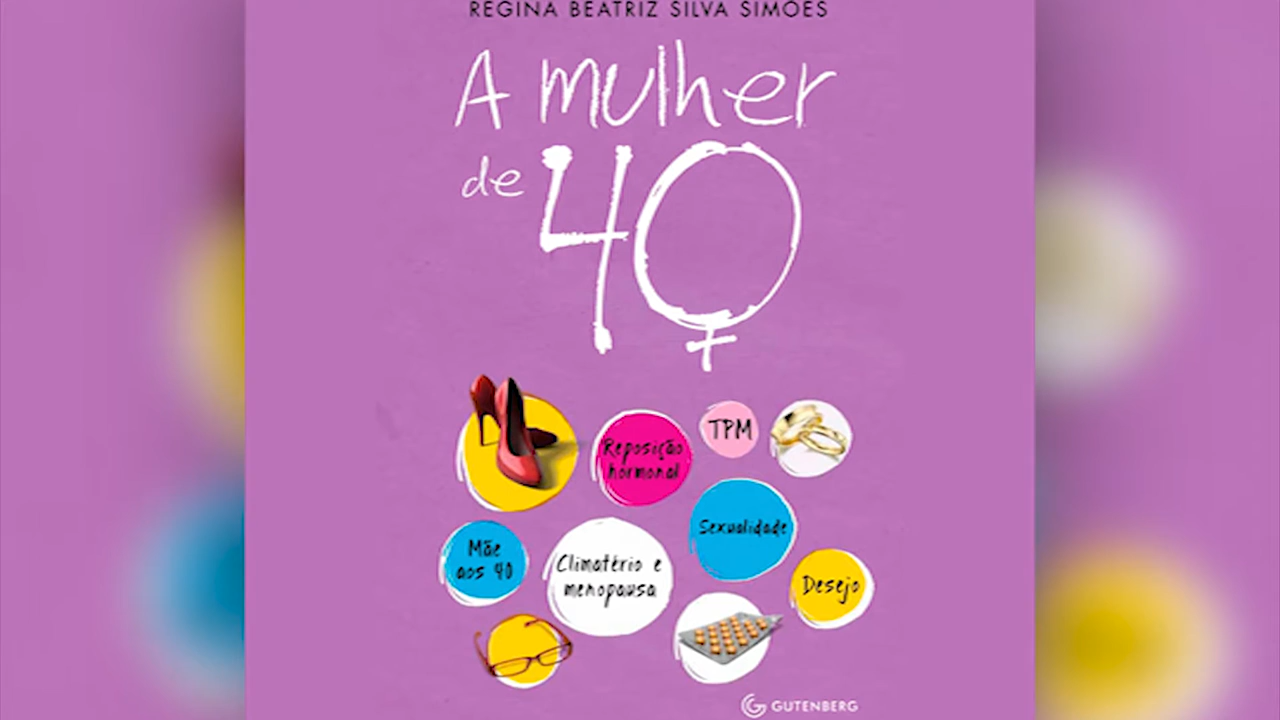 REGINA BEATRIZ SILVA SIMÕES
A mulher
de 40
Reposição
hormonal
TPM
Sexualidade
Mãe
aos 40
Climatério e
menopausa
Desejo
GUTENBERG